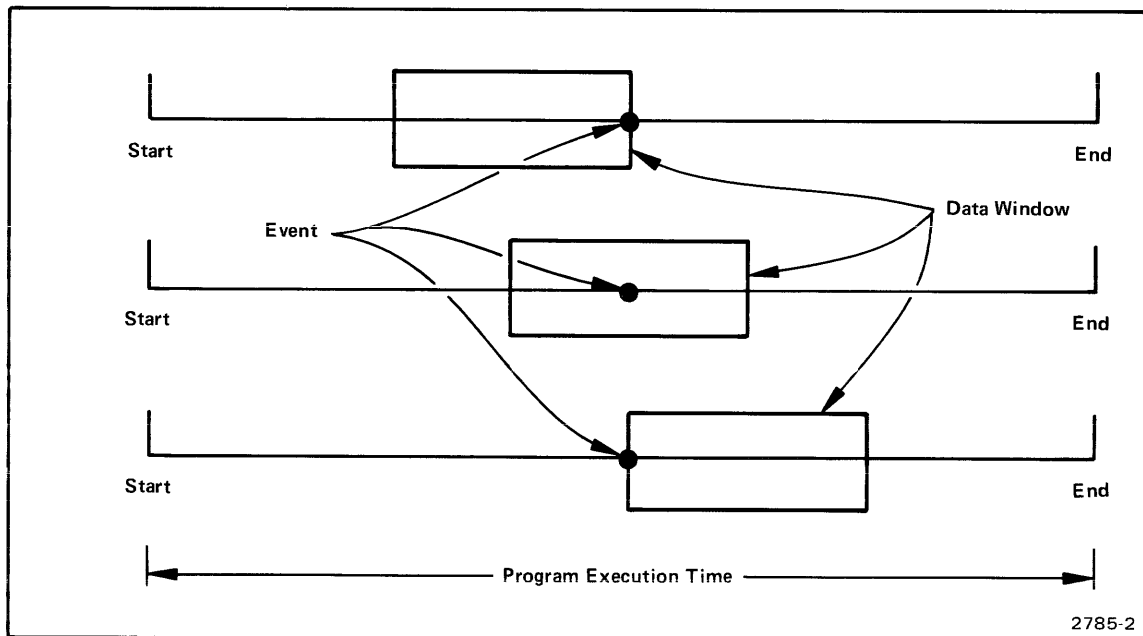 Start
End
Event
Data Window
Start
End
Start
End
Program Execution Time
2785-2